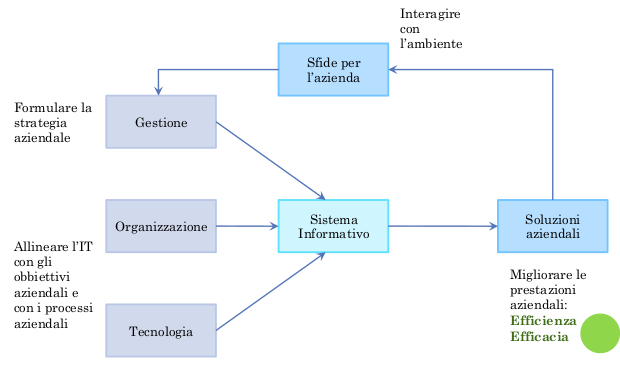 Interagire
con
l'ambiente
Sfide per
l'azienda
Formulare la
strategia
aziendale
Gestione
Organizzazione
Sistema
Informativo
Soluzioni
aziendali
Allineare l'IT
con gli
obbiettivi
aziendali e
con i processi
aziendali
Tecnologia
Migliorare le
prestazioni
aziendali:
Efficienza
Efficacia